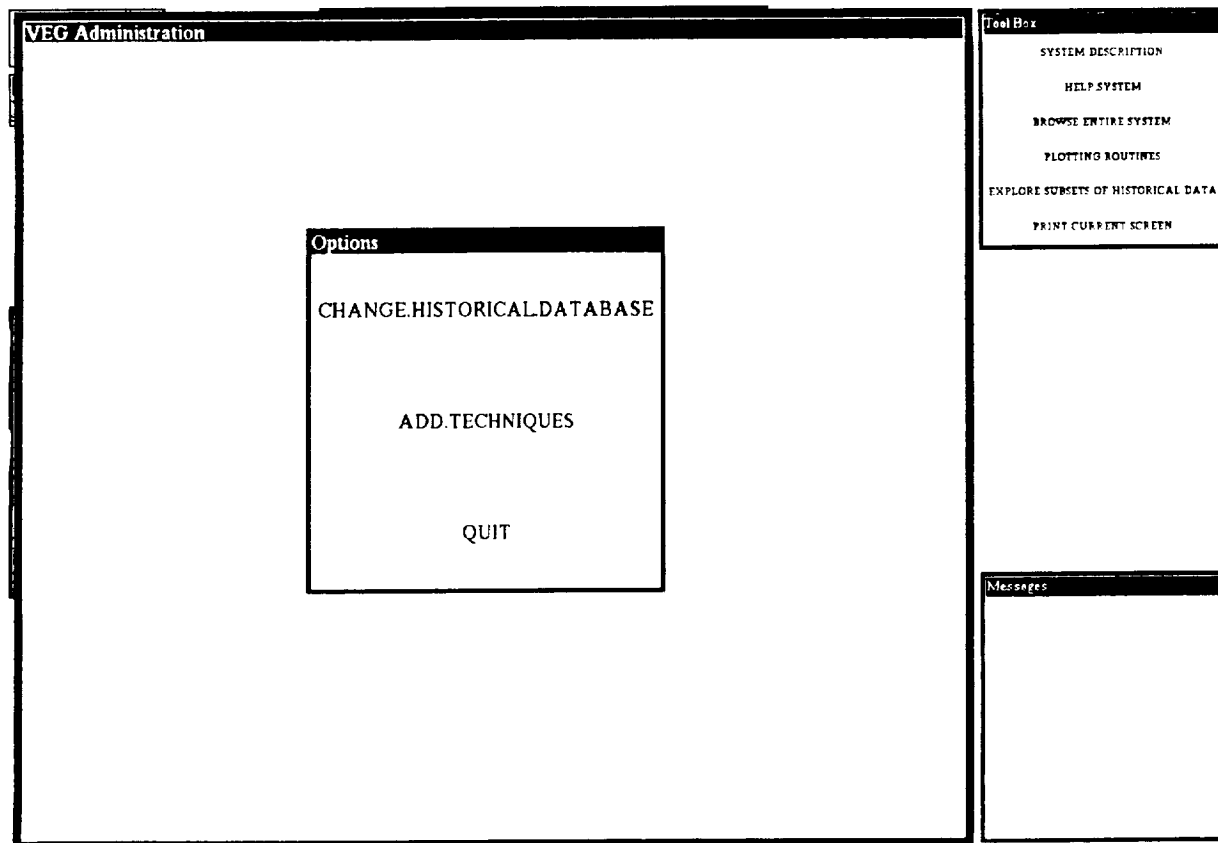 VEG Administration
Options
CHANGE.HISTORICAL.DATABASE
ADD.TECHNIQUES
QUIT
Tool Box
SYSTEM DESCRIPTION
HELP.SYSTEM
BROWSE ENTIRE SYSTEM
PLOTTING ROUTINES
EXPLORE SUBSETS OF HISTORICAL DATA
PRINT CURRENT SCREEN
Messages